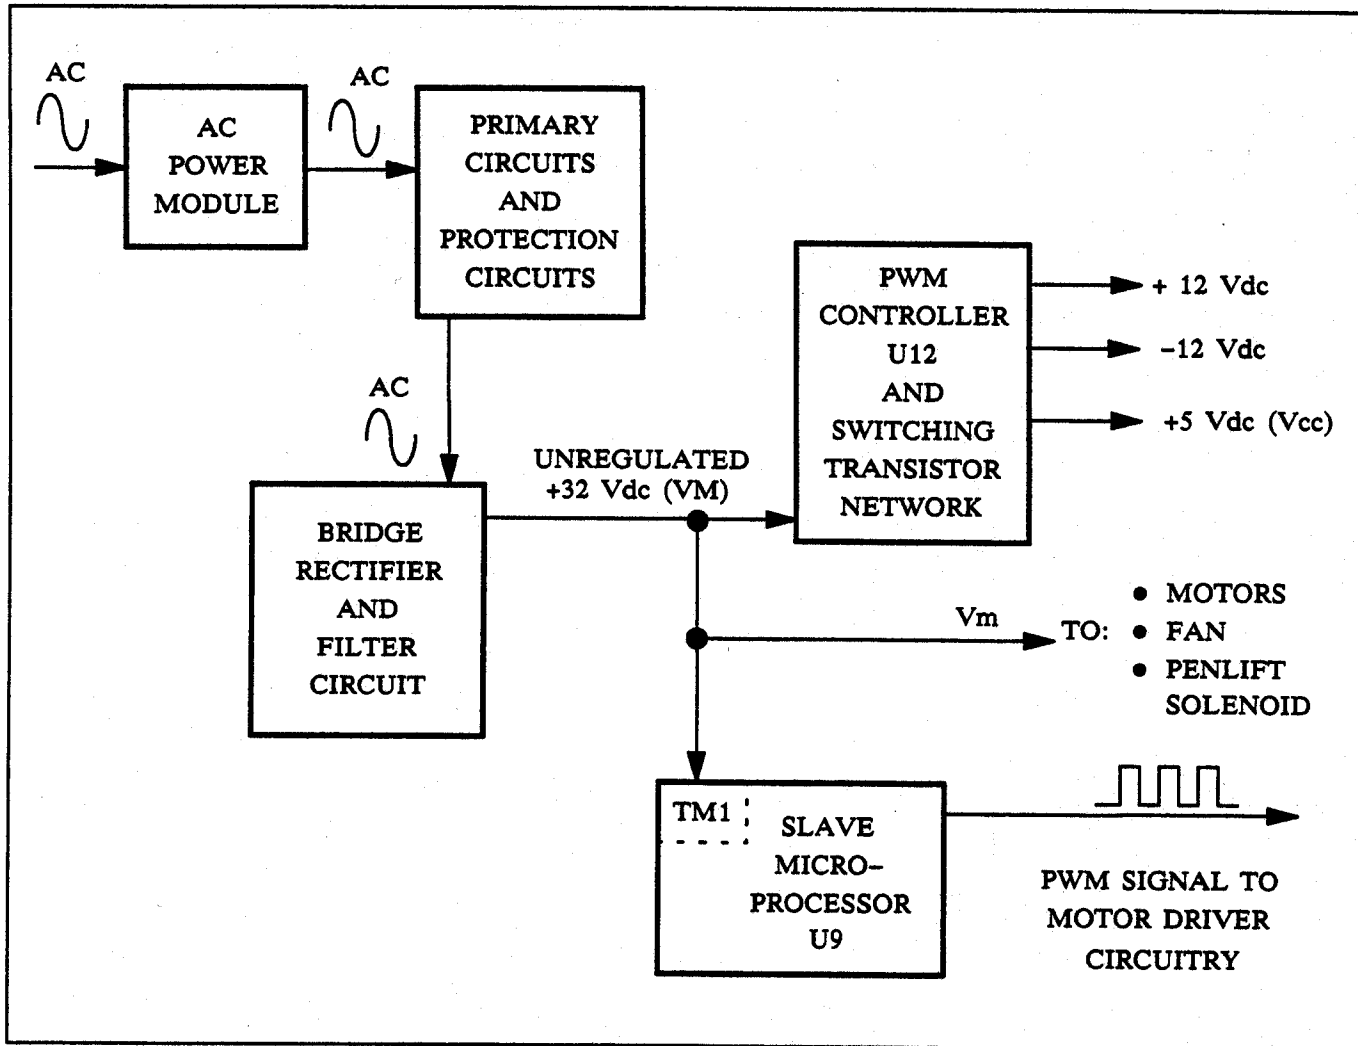 AC
AC
POWER
MODULE
AC
PRIMARY
CIRCUITS
AND
PROTECTION
CIRCUITS
AC
BRIDGE
RECTIFIER
AND
FILTER
CIRCUIT
UNREGULATED
+32 Vdc (VM)
PWM
CONTROLLER
U12
AND
SWITCHING
TRANSISTOR
NETWORK
+ 12 Vdc
-12 Vdc
+5 Vdc (Vcc)
Vm
TO:
● MOTORS
● FAN
● PENLIFT
SOLENOID
TM1
SLAVE
MICRO-
PROCESSOR
U9
PWM SIGNAL TO
MOTOR DRIVER
CIRCUITRY